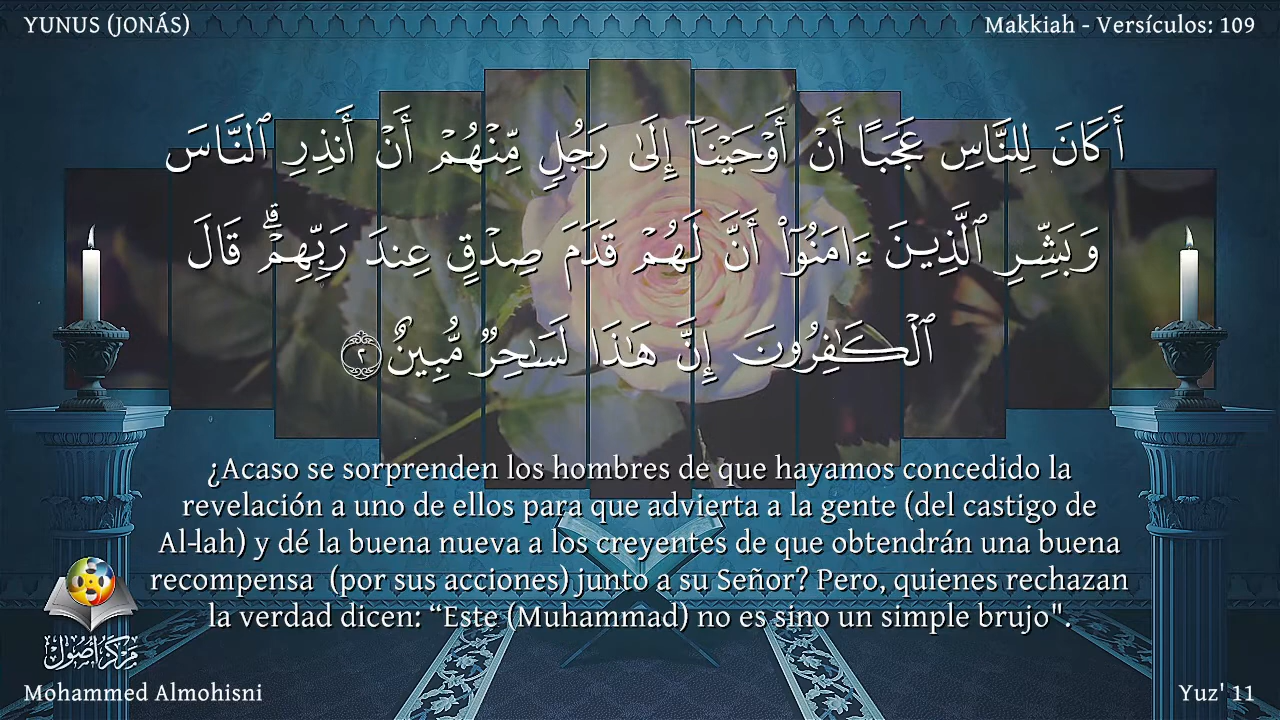 YUNUS (JONÁS)
Makkiah - Versículos: 109
أَكَانَ لِلنَّاسِ عَجَبًا أَنْ أَوْحَيْنَآ إِلَىٰ رَجُلٍ مِّنْهُمْ أَنْ أَنذِرِ ٱلنَّاسَ
وَبَشِّرِ ٱلَّذِينَ ءَامَنُوٓا۟ أَنَّ لَهُمْ قَدَمَ صِدْقٍ عِندَ رَبِّهِمْ ۗ قَالَ
ٱلْكَـٰفِرُونَ إِنَّ هَـٰذَا لَسَـٰحِرٌ مُّبِينٌ ٢
¿Acaso se sorprenden los hombres de que hayamos concedido la
revelación a uno de ellos para que advierta a la gente (del castigo de
Al-lah) y dé la buena nueva a los creyentes de que obtendrán una buena
recompensa (por sus acciones) junto a su Señor? Pero, quienes rechazan
la verdad dicen: “Este (Muhammad) no es sino un simple brujo".
مركز أصول
Mohammed Almohisni
Yuz' 11